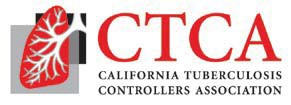 CTCA
CALIFORNIA TUBERCULOSIS
CONTROLLERS ASSOCIATION